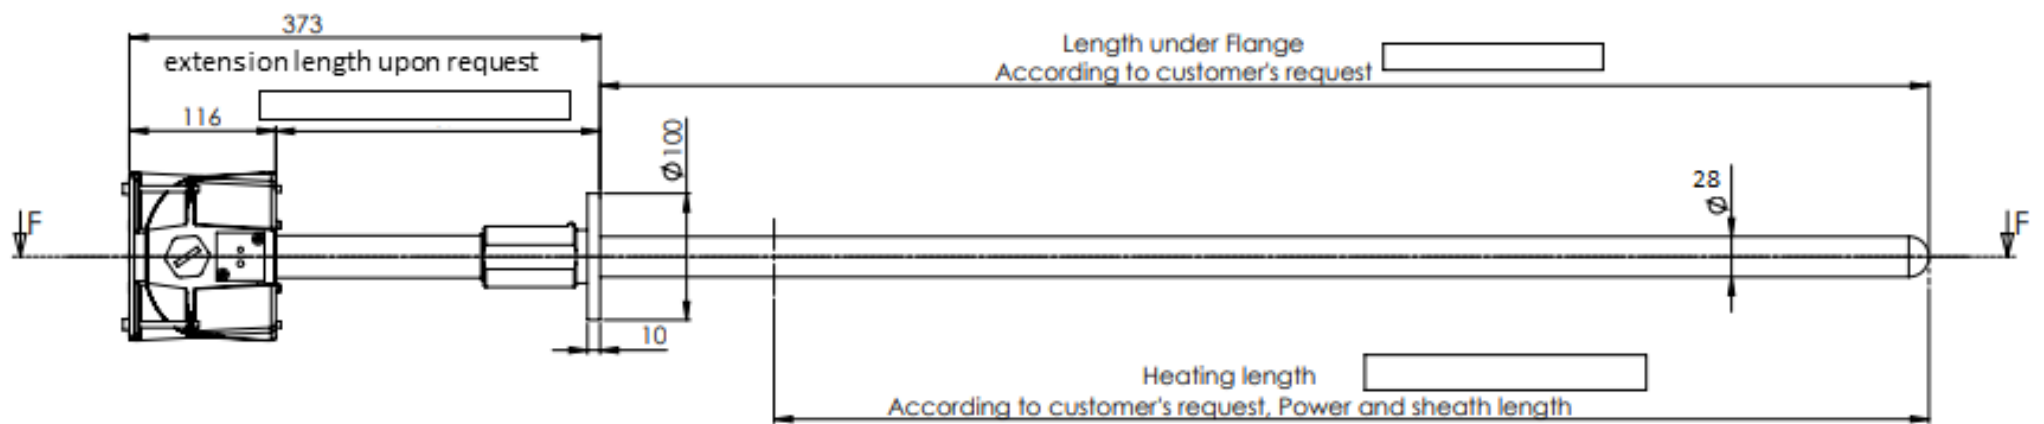 373
extension length upon request
116
Length under Flange
According to customer's request
Ø100
28
Ø
F
F
10
Heating length
According to customer's request, Power and sheath length